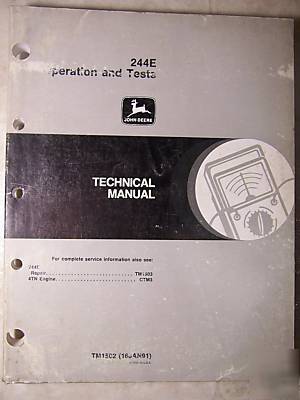 244E
peration and Tests
JOHN DEERE
TECHNICAL
MANUAL
For complete service information also see:
244E
Repair............................TM1503
4TN Engine............................CTM3
TM1502 (16JAN91)